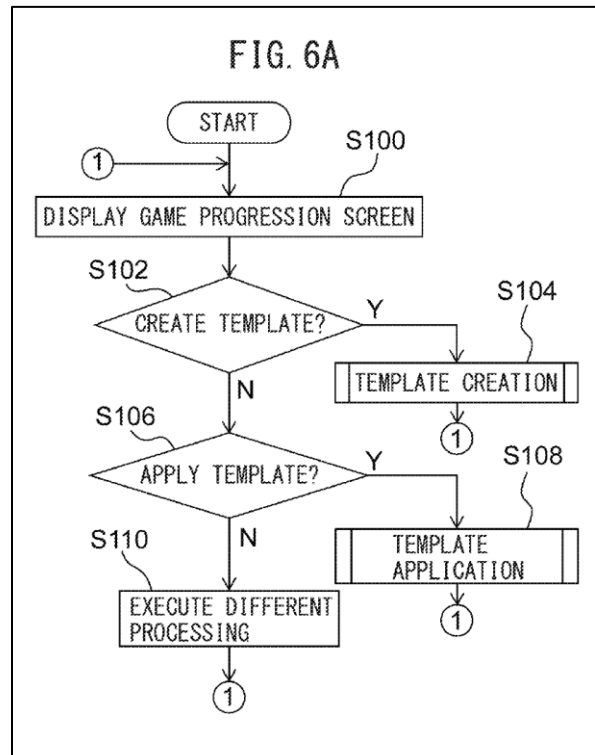 FIG. 6A
START
1
S100
DISPLAY GAME PROGRESSION SCREEN
S102
CREATE TEMPLATE?
Y
S104
TEMPLATE CREATION
1
N
S106
APPLY TEMPLATE?
Y
S108
TEMPLATE
APPLICATION
1
N
S110
EXECUTE DIFFERENT
PROCESSING
1